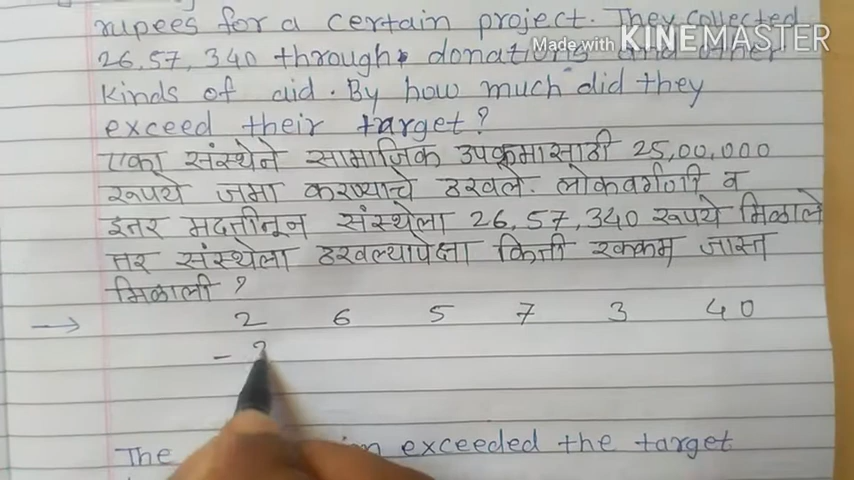 rupees for a certain project. They collected
Made with KINEMASTER
26,57,340 through donations and other
kinds of aid. By how much did they
exceed their target?
एका संस्थेने सामाजिक उपक्रमासाठी 25,00,000
रूपये जमा करण्याचे ठरवले. लोकवर्गणी व
इतर मदतीतून संस्थेला 26,57,340 रूपये मिळाले
तर संस्थेला ठरवल्यापेक्षा किती रक्कम जास्त
मिळाली ?
→ 2 6 5 7 3 4 0
- 2
The exceeded the target